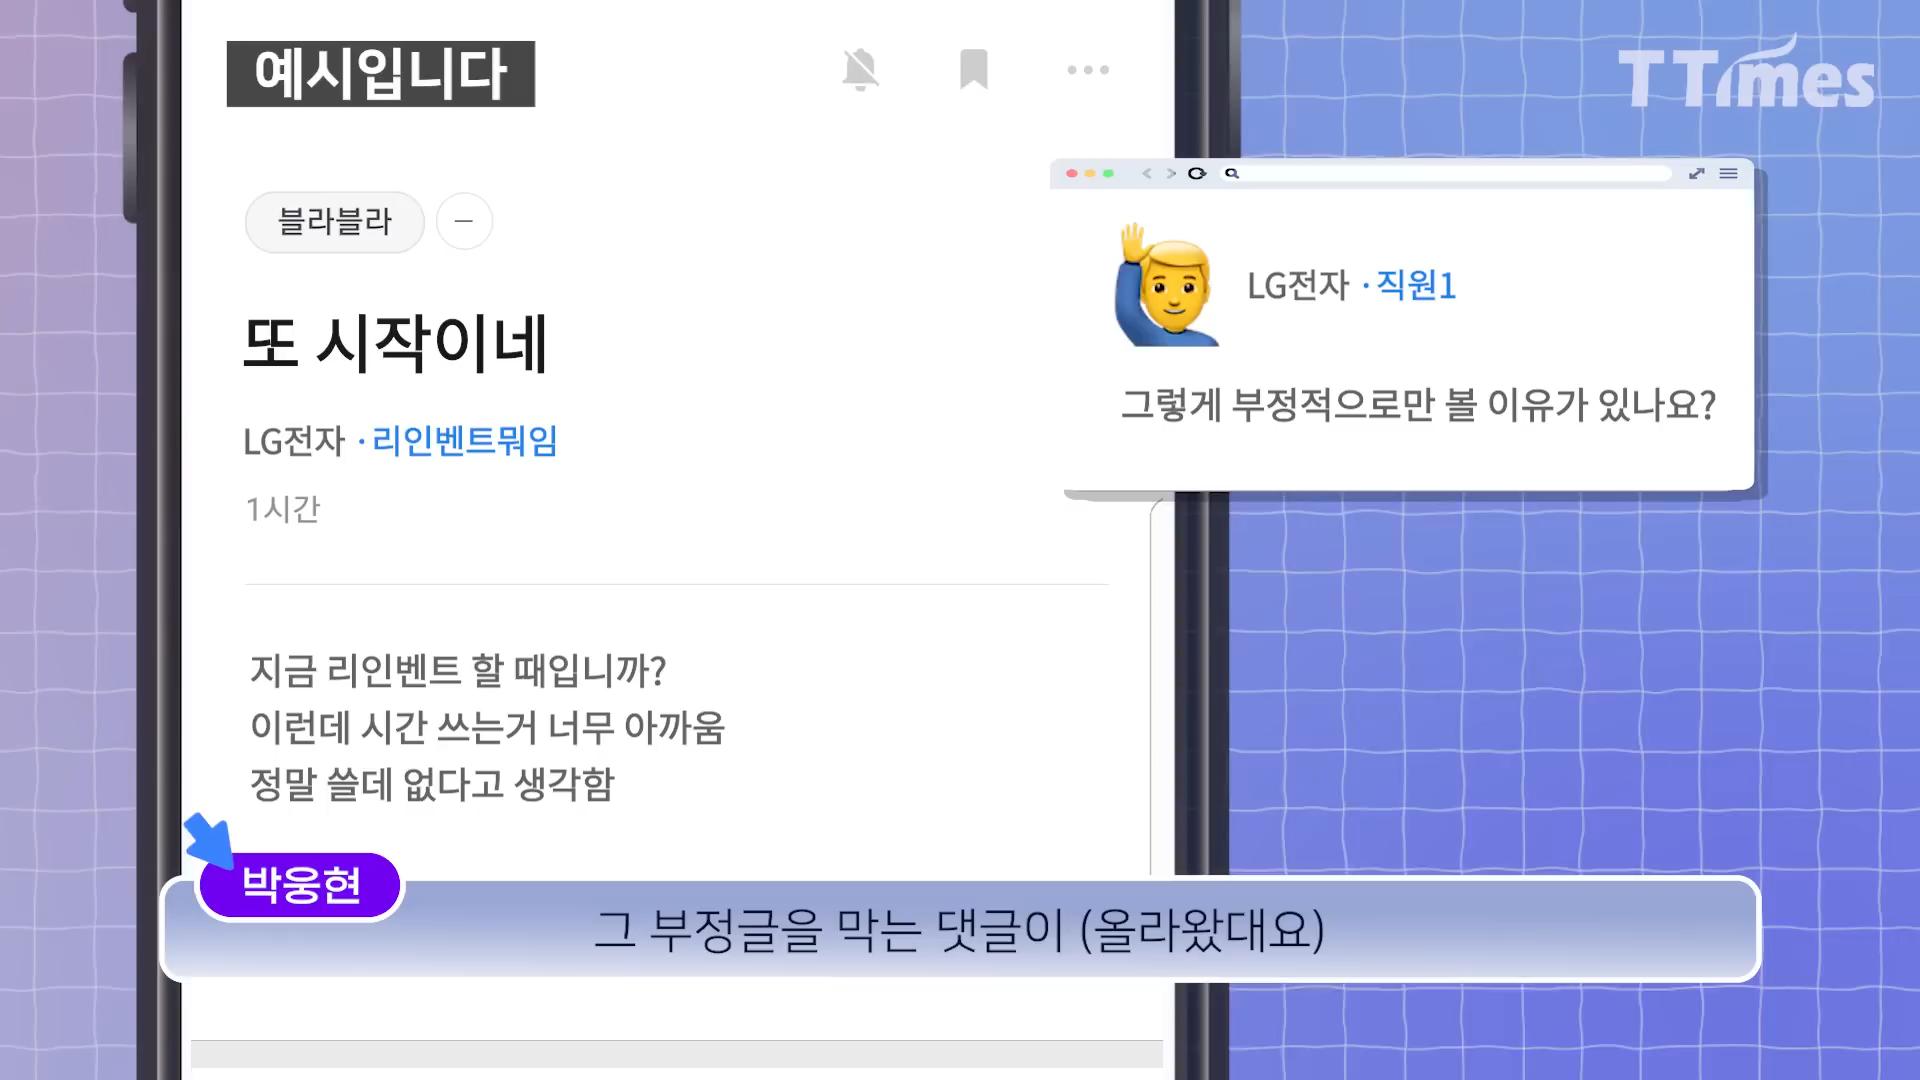 예시입니다
TTimes
블라블라
또 시작이네
LG전자 · 리인벤트뭐임
1시간
LG전자 · 직원1
그렇게 부정적으로만 볼 이유가 있나요?
지금 리인벤트 할 때입니까?
이런데 시간 쓰는거 너무 아까움
정말 쓸데 없다고 생각함
박웅현
그 부정글을 막는 댓글이 (올라왔대요)